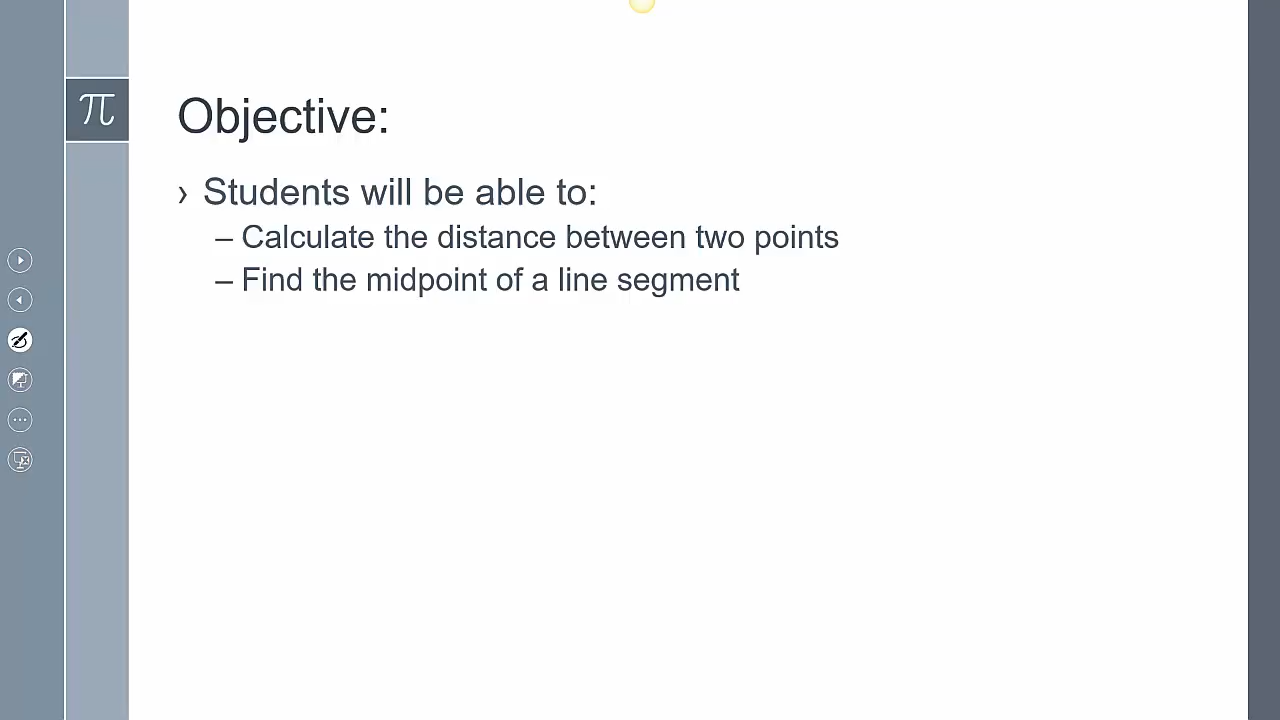 π
Objective:
› Students will be able to:
– Calculate the distance between two points
– Find the midpoint of a line segment